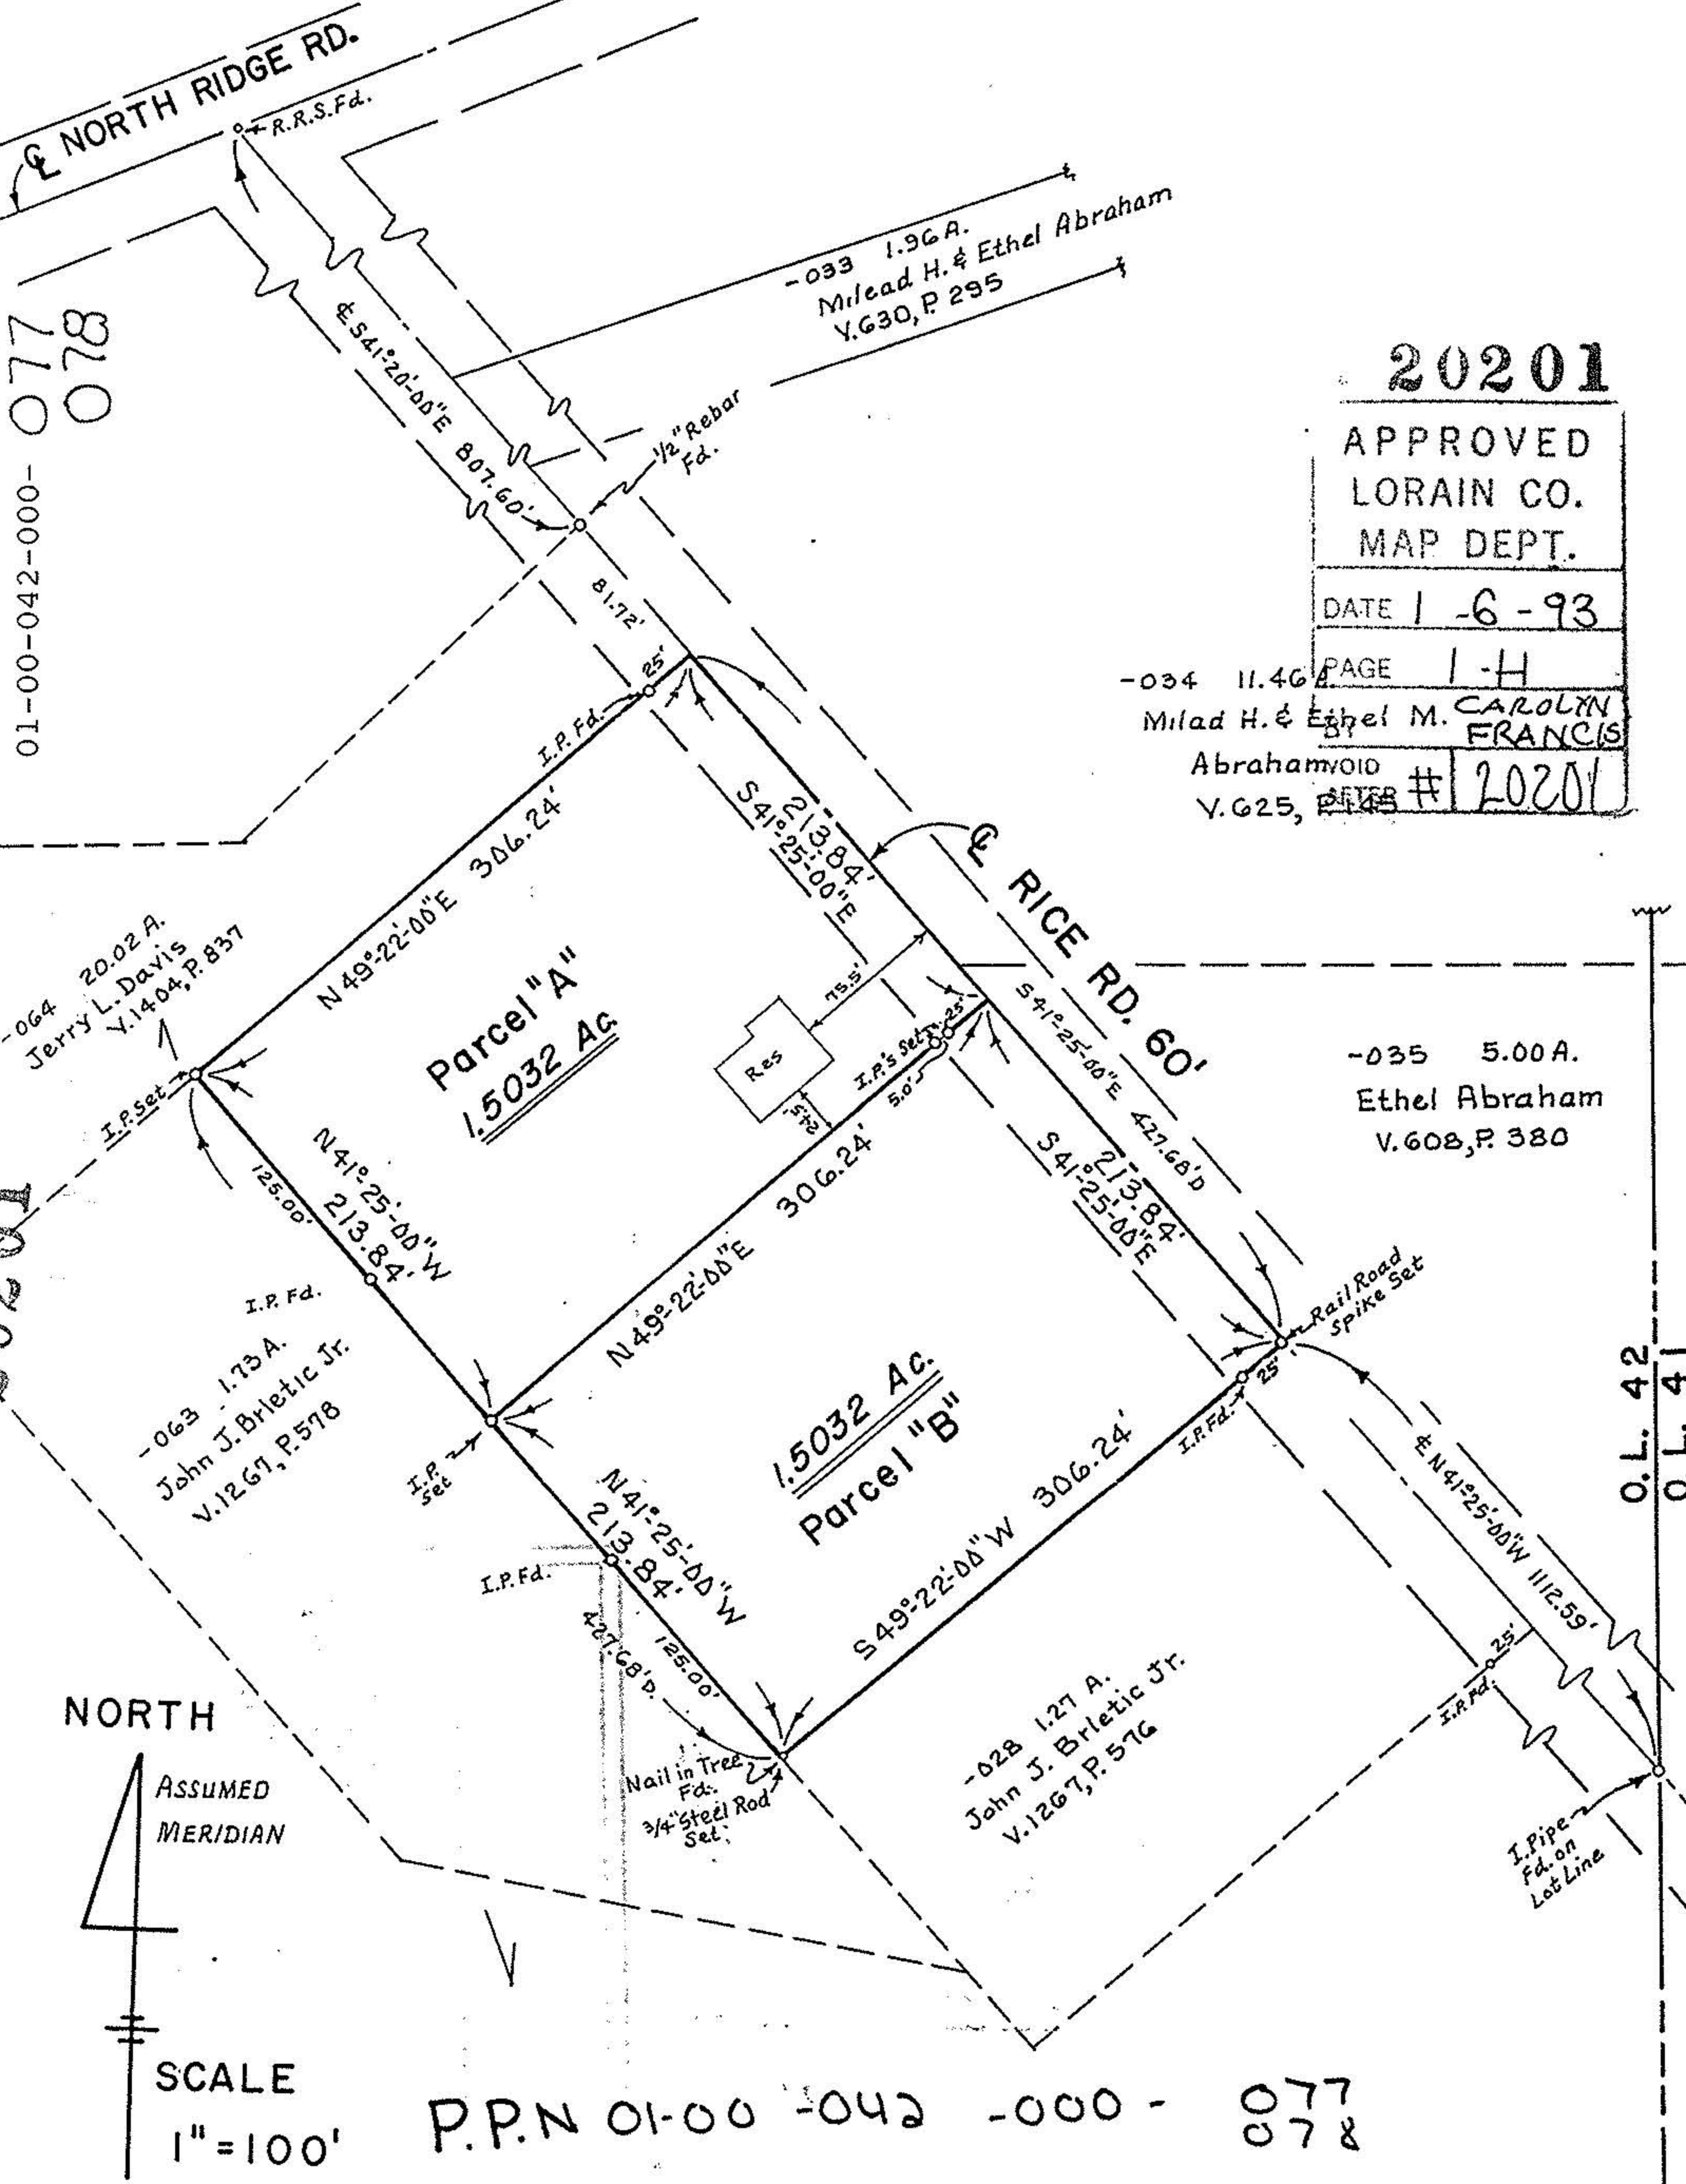 ℄ NORTH RIDGE RD.
R.R.S.Fd.
-033 1.96 A.
Milead H. & Ethel Abraham
V.630, P. 295
077
078
01-00-042-000-
℄ S41°-20'-00"E 807.60'
1/2" Rebar
Fd.
20201
APPROVED
LORAIN CO.
MAP DEPT.
DATE 1-6-93
PAGE 1-H
BY CAROLYN
FRANCIS
VOID
AFTER # 20201
-034 11.46 A.
Milad H. & Ethel M.
Abraham
V.625, P.145
81.72'
25'
I.P. Fd.
N49°-22'-00"E 306.24'
213.84'
S41°-25'-00"E
℄ RICE RD. 60'
-064 20.02 A.
Jerry L. Davis
V.1404, P. 837
I.P. Set
Parcel "A"
1.5032 Ac.
75.5'
Res
24.5'
I.P.'s Set
25'
5.0'
S41°-25'-00"E 427.68'D
-035 5.00 A.
Ethel Abraham
V.608, P. 380
125.00'
N41°-25'-00"W
213.84'
I.P. Fd.
N49°-22'-00"E 306.24'
213.84'
S41°-25'-00"E
Rail Road
Spike Set
25'
I.P. Fd.
20201
-063 1.73 A.
John J. Brletic Jr.
V.1267, P.578
I.P.
Set
1.5032 Ac.
Parcel "B"
N41°-25'-00"W
213.84'
I.P. Fd.
427.68'D.
125.00'
S49°-22'-00"W 306.24'
℄ N41°-25'-00"W 1112.59'
O.L. 42
O.L. 41
25'
I.P. Fd.
Nail in Tree
Fd.
3/4" Steel Rod
Set
-028 1.27 A.
John J. Brletic Jr.
V.1267, P. 576
I.Pipe
Fd. on
Lot Line
NORTH
ASSUMED
MERIDIAN
SCALE
1"=100'
P.P.N 01-00-042-000- 077
078